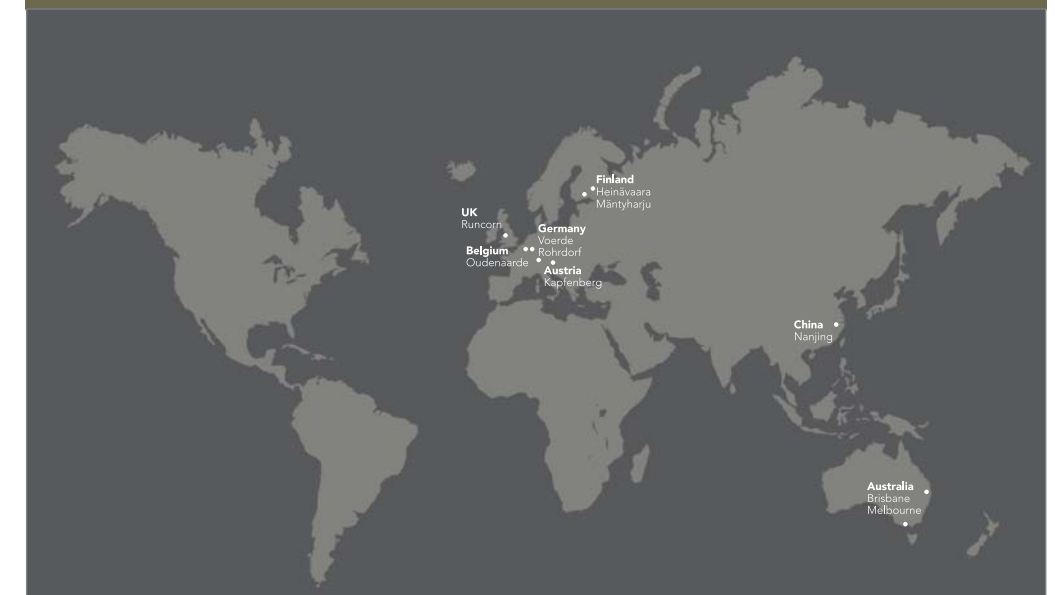 Finland
Heinävaara
Mäntyharju
UK
Runcorn
Germany
Voerde
Rohrdorf
Belgium
Oudenaarde
Austria
Kapfenberg
China
Nanjing
Australia
Brisbane
Melbourne